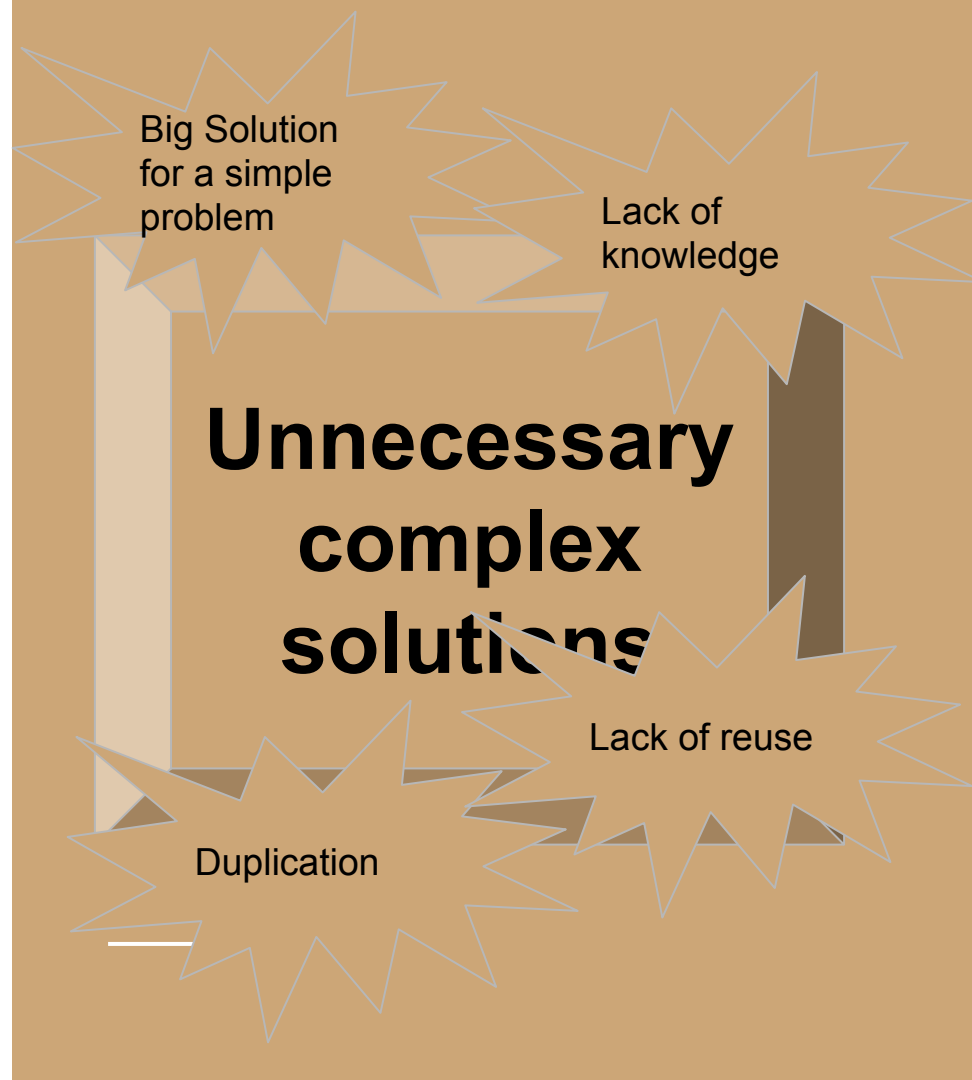 Big Solution
for a simple
problem
Lack of
knowledge
Unnecessary
complex
solutions
Lack of reuse
Duplication